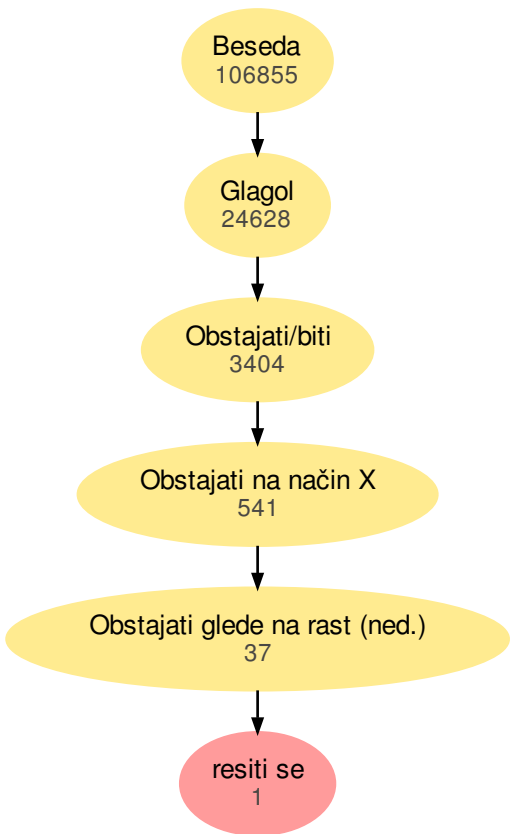 Beseda
106855
Glagol
24628
Obstajati/biti
3404
Obstajati na način X
541
Obstajati glede na rast (ned.)
37
resiti se
1